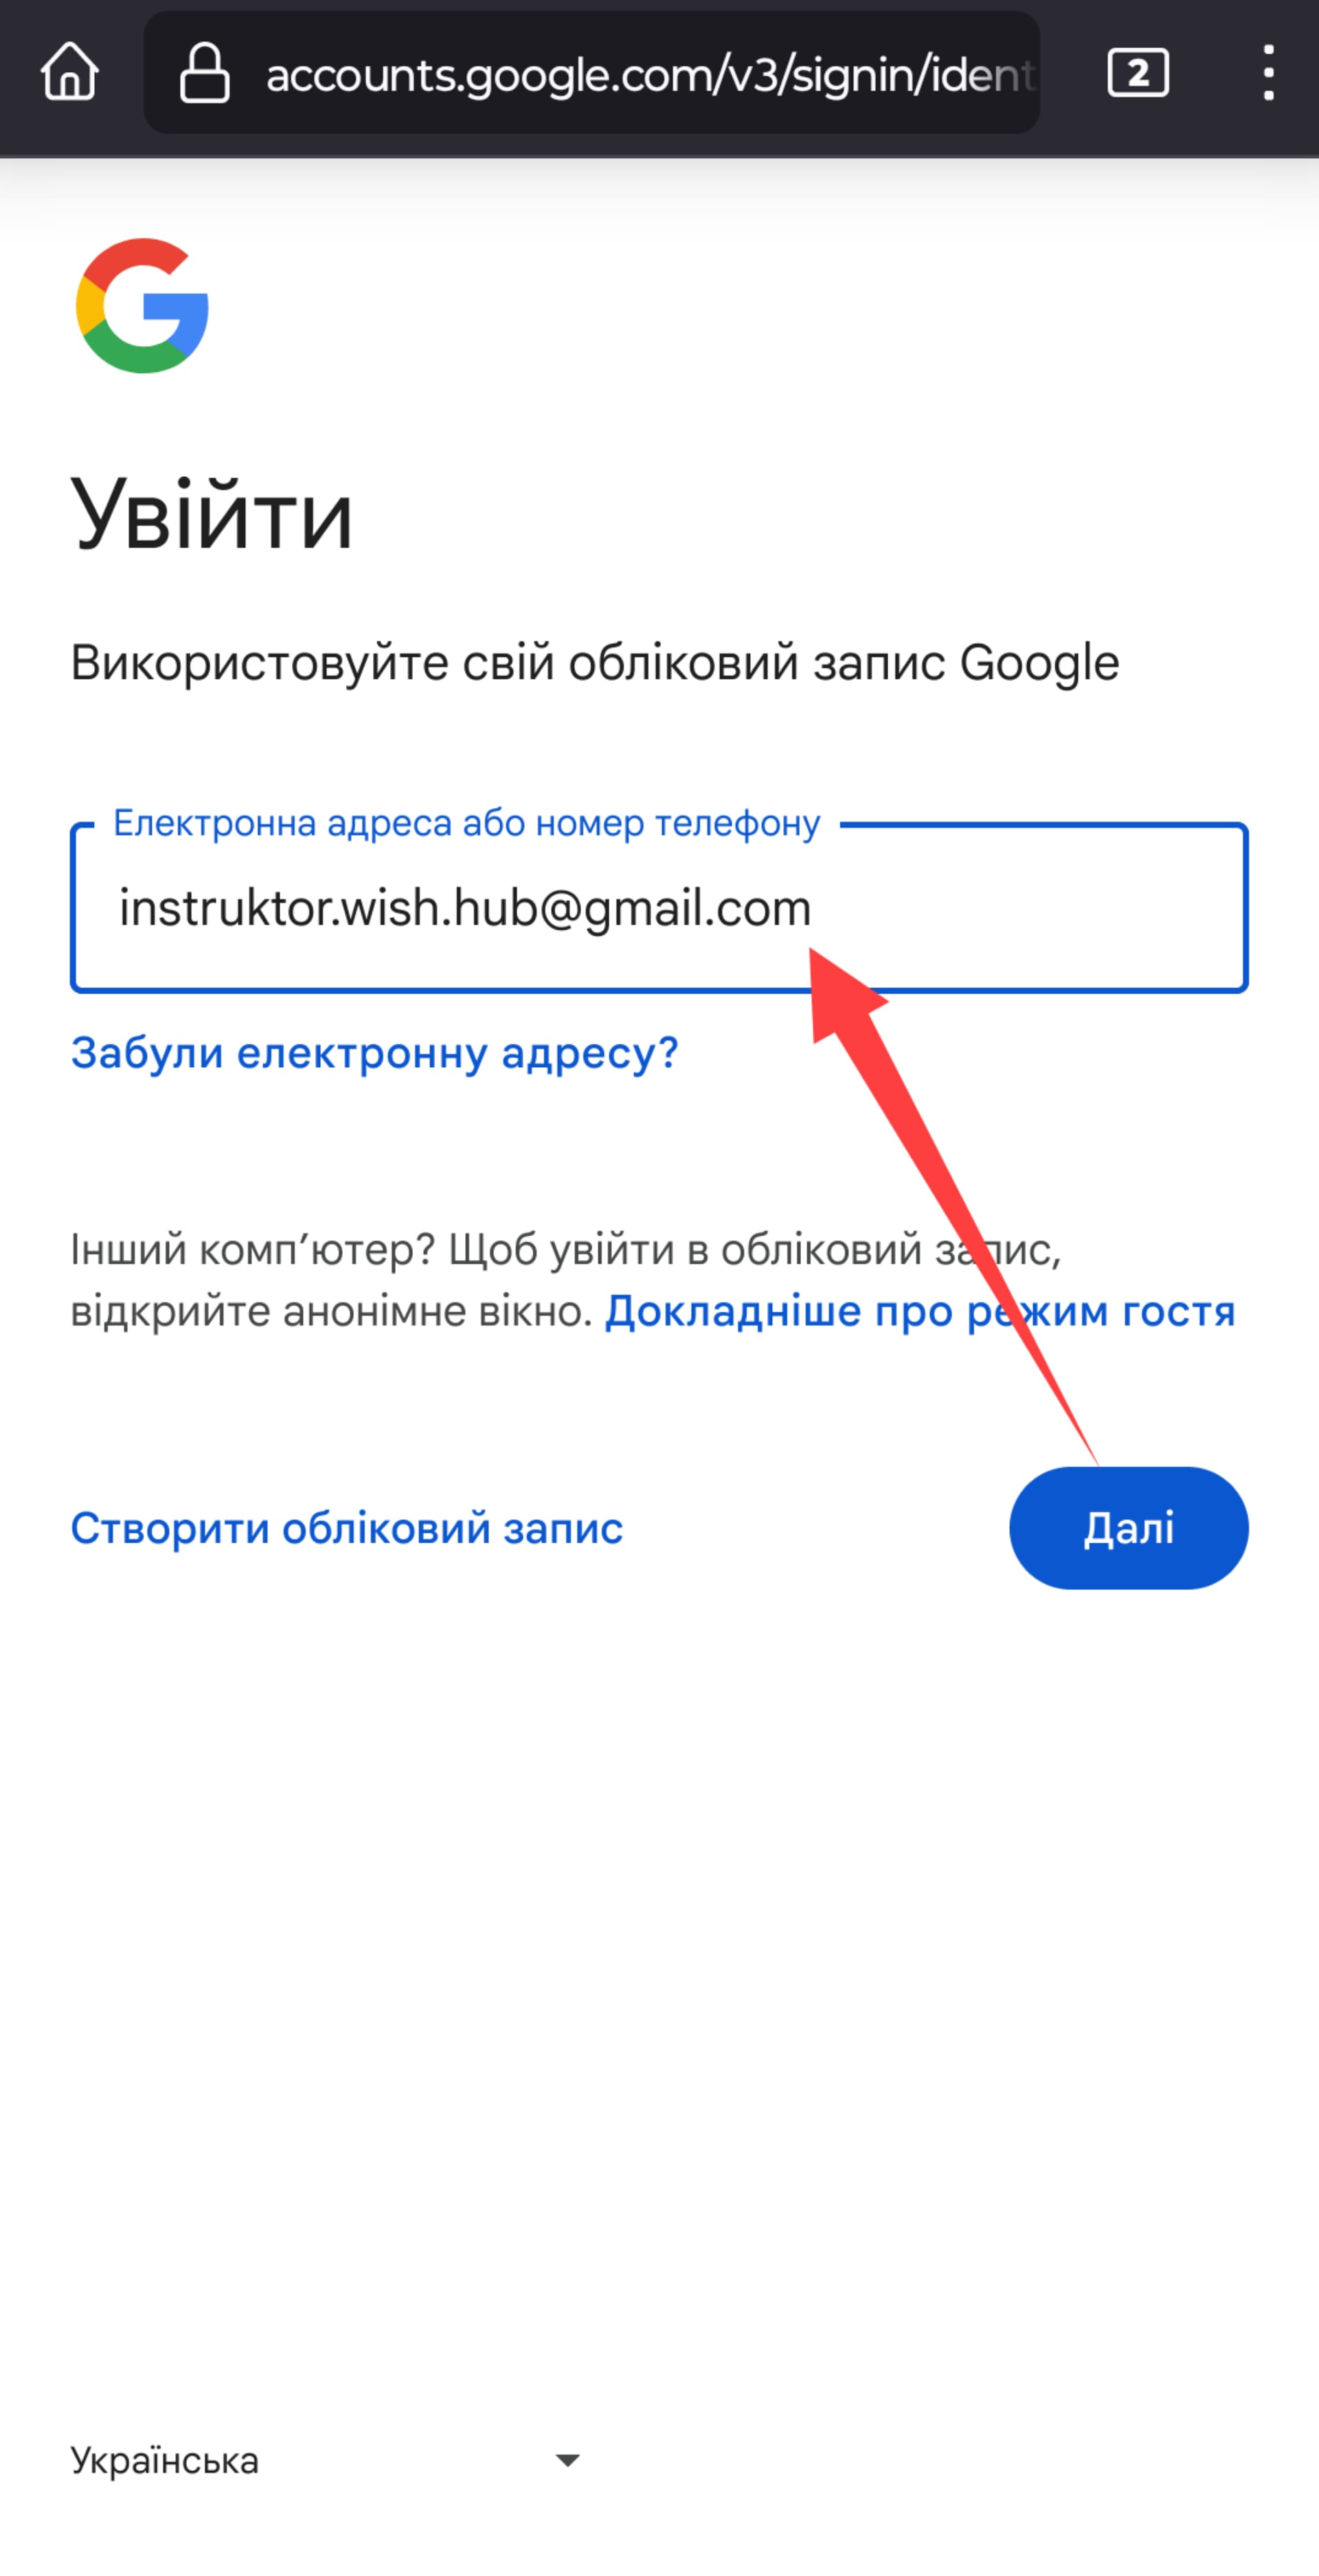 accounts.google.com/v3/signin/ident
2
Увійти
Використовуйте свій обліковий запис Google
Електронна адреса або номер телефону
instruktor.wish.hub@gmail.com
Забули електронну адресу?
Інший комп’ютер? Щоб увійти в обліковий запис,
відкрийте анонімне вікно. Докладніше про режим гостя
Створити обліковий запис
Далі
Українська